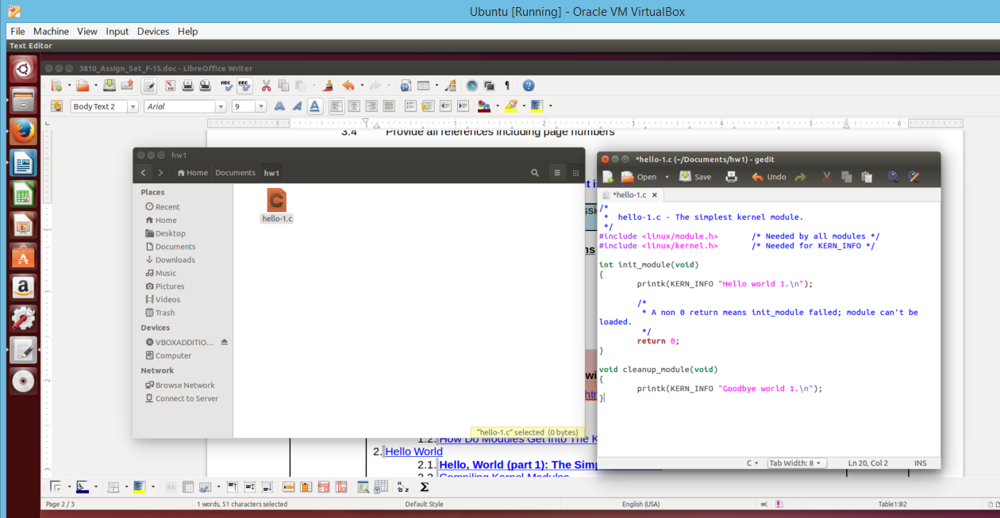 Ubuntu [Running] - Oracle VM VirtualBox
File Machine View Input Devices Help
Text Editor
3810_Assign_Set_F-15.doc - LibreOffice Writer
Body Text 2 Arial 9
3.4 Provide all references including page numbers
hw1
Home Documents hw1
Places
Recent
Home
Desktop
Documents
Downloads
Music
Pictures
Videos
Trash
Devices
VBOXADDITIO...
Computer
Network
Browse Network
Connect to Server
hello-1.c
"hello-1.c" selected (0 bytes)
*hello-1.c (~/Documents/hw1) - gedit
Open Save Undo
*hello-1.c ×
/*
 * hello-1.c - The simplest kernel module.
 */
#include <linux/module.h> /* Needed by all modules */
#include <linux/kernel.h> /* Needed for KERN_INFO */
int init_module(void)
{
printk(KERN_INFO "Hello world 1.\n");
/*
 * A non 0 return means init_module failed; module can't be
loaded.
 */
return 0;
}
void cleanup_module(void)
{
printk(KERN_INFO "Goodbye world 1.\n");
}
C Tab Width: 8 Ln 20, Col 2 INS
1.2. How Do Modules Get Into The K
2. Hello World
2.1. Hello, World (part 1): The Simp
Compiling Kernel Modules
Page 2 / 3 1 words, 51 characters selected Default Style English (USA) Table1:B2